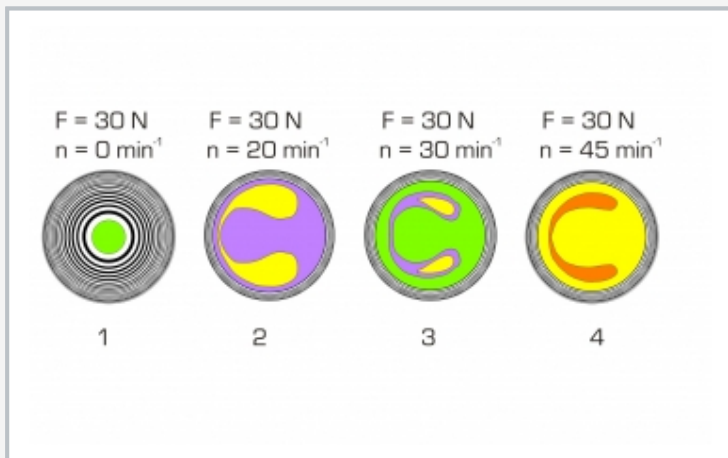 F = 30 N
n = 0 min⁻¹
F = 30 N
n = 20 min⁻¹
F = 30 N
n = 30 min⁻¹
F = 30 N
n = 45 min⁻¹
1
2
3
4